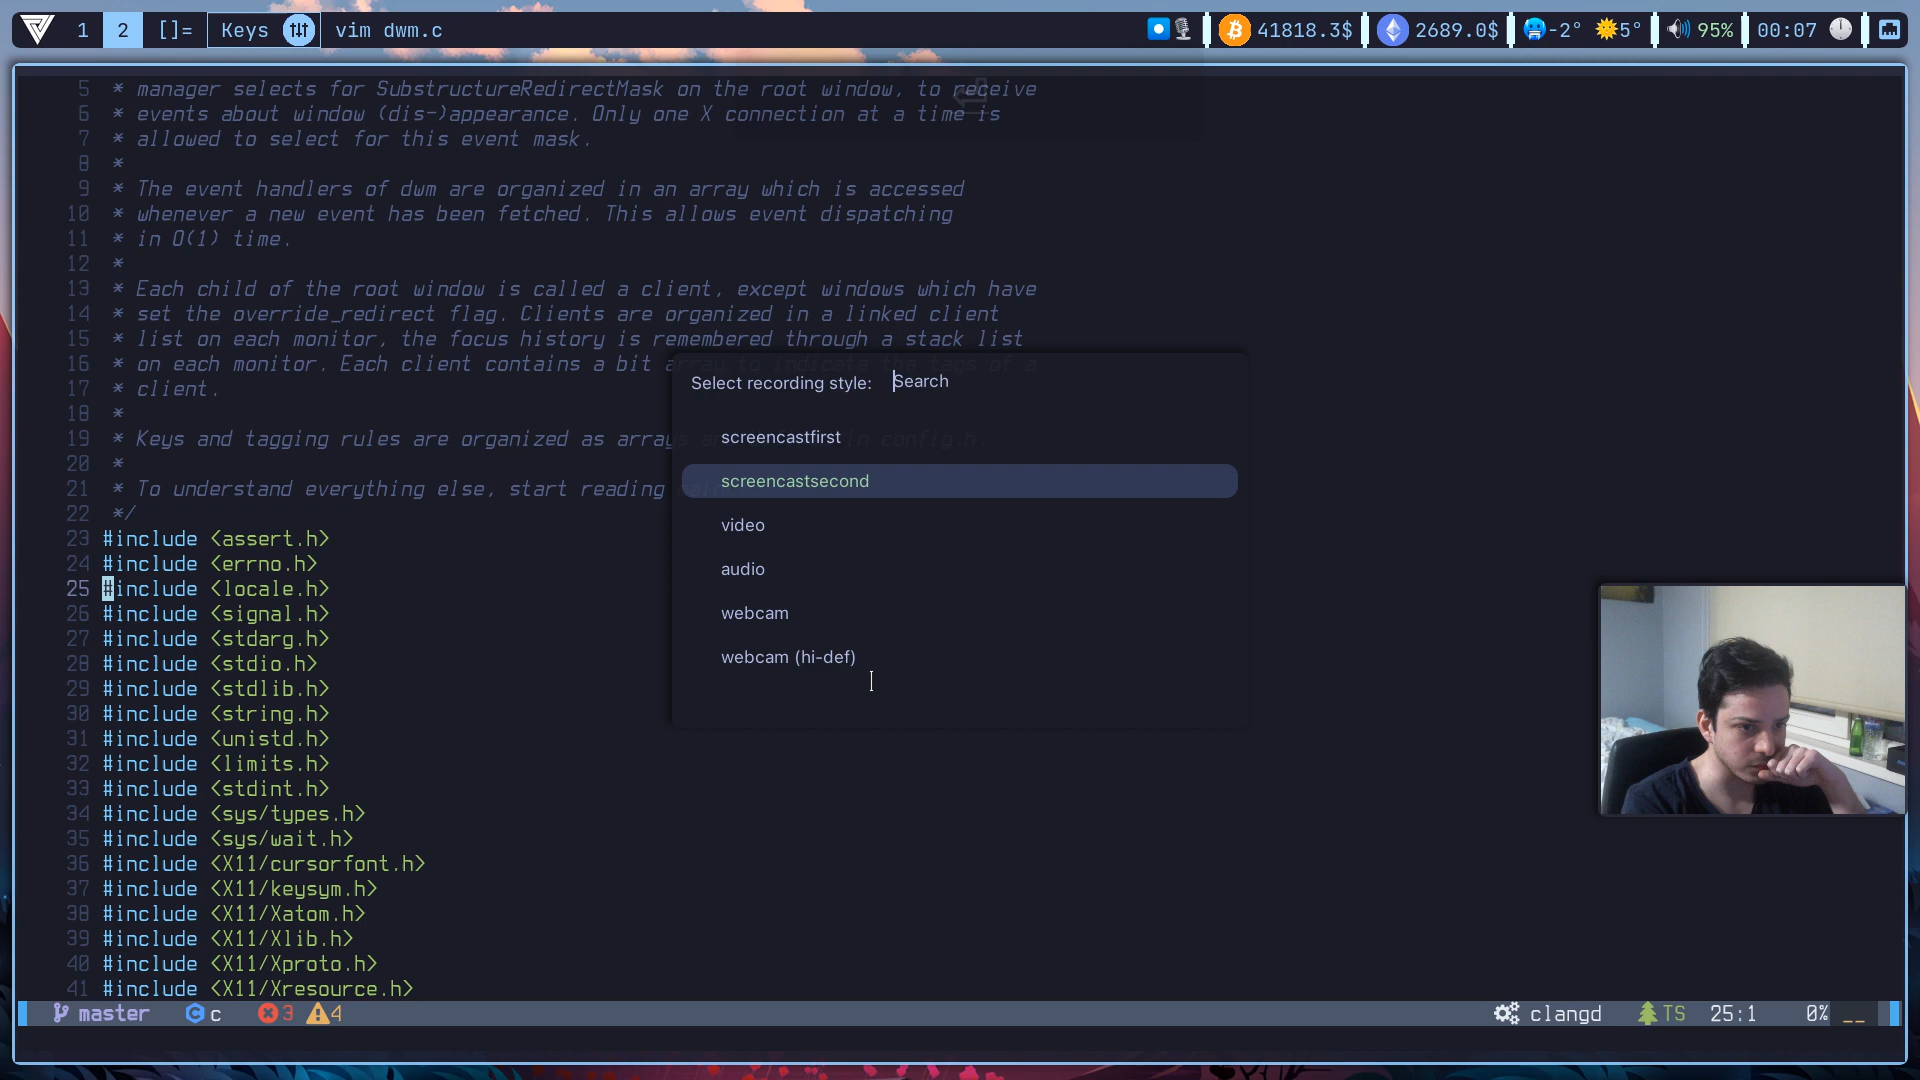 1 2 []= Keys vim dwm.c 41818.3$ 2689.0$ -2° 5° 95% 00:07
5 * manager selects for SubstructureRedirectMask on the root window, to receive
6 * events about window (dis-)appearance. Only one X connection at a time is
7 * allowed to select for this event mask.
8 *
9 * The event handlers of dwm are organized in an array which is accessed
10 * whenever a new event has been fetched. This allows event dispatching
11 * in O(1) time.
12 *
13 * Each child of the root window is called a client, except windows which have
14 * set the override_redirect flag. Clients are organized in a linked client
15 * list on each monitor, the focus history is remembered through a stack list
16 * on each monitor. Each client contains a bit array to indicate the tags of a
17 * client.
18 *
19 * Keys and tagging rules are organized as arrays in config.h.
20 *
21 * To understand everything else, start reading
22 */
23 #include <assert.h>
24 #include <errno.h>
25 #include <locale.h>
26 #include <signal.h>
27 #include <stdarg.h>
28 #include <stdio.h>
29 #include <stdlib.h>
30 #include <string.h>
31 #include <unistd.h>
32 #include <limits.h>
33 #include <stdint.h>
34 #include <sys/types.h>
35 #include <sys/wait.h>
36 #include <X11/cursorfont.h>
37 #include <X11/keysym.h>
38 #include <X11/Xatom.h>
39 #include <X11/Xlib.h>
40 #include <X11/Xproto.h>
41 #include <X11/Xresource.h>
Select recording style: Search
screencastfirst
screencastsecond
video
audio
webcam
webcam (hi-def)
master C c 3 4 clangd TS 25:1 0% __